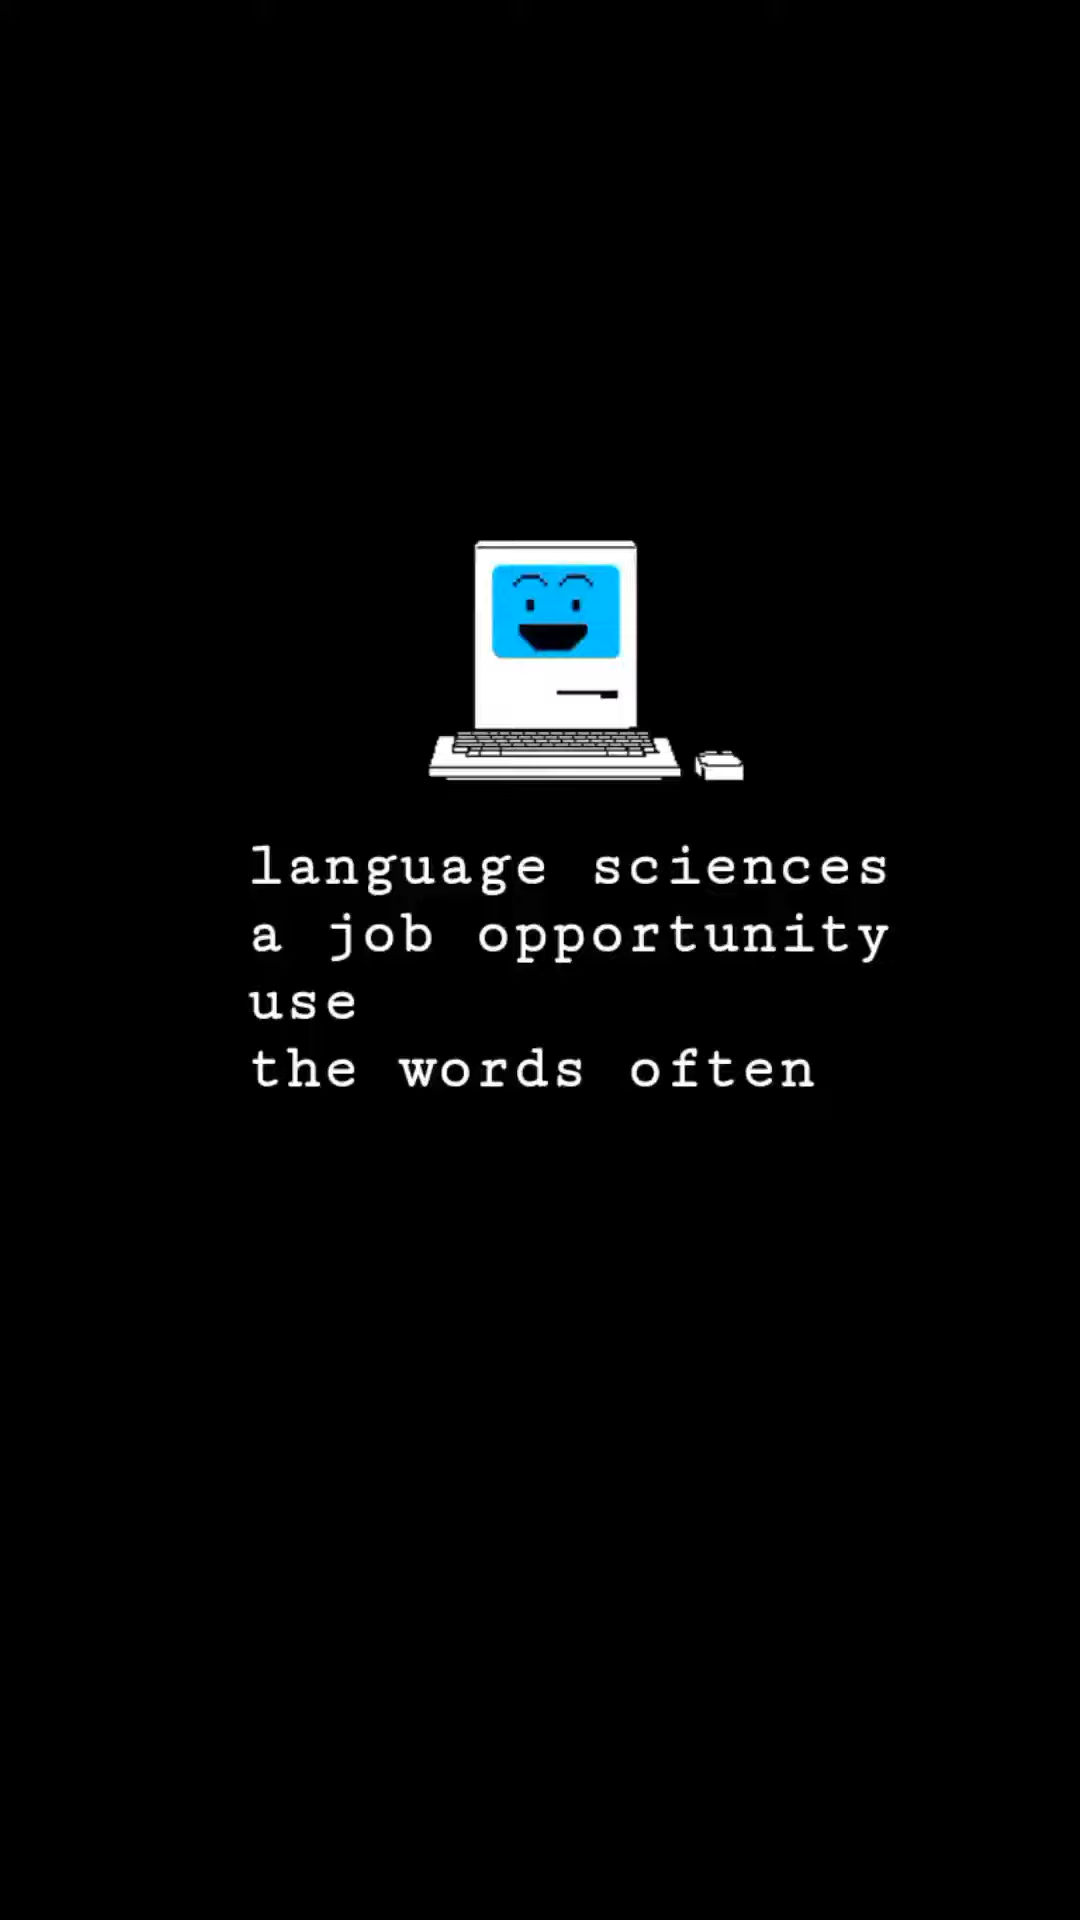 language sciences
a job opportunity
use
the words often